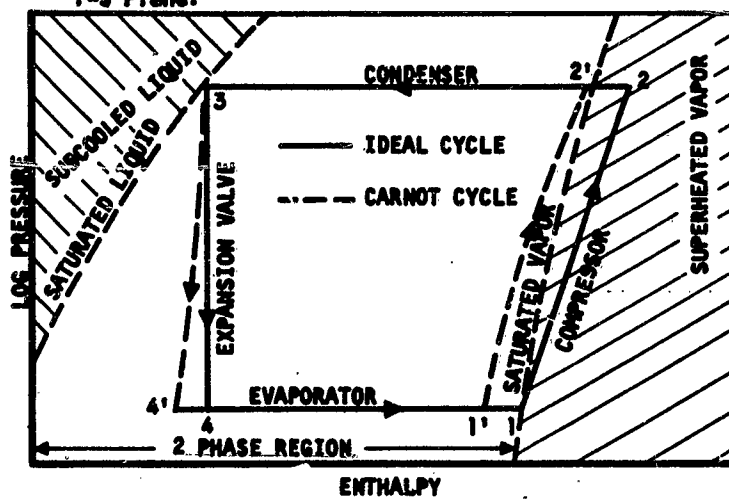 T-S Plane.
CONDENSER
2'
2
3
SUBCOOLED LIQUID
SATURATED LIQUID
IDEAL CYCLE
CARNOT CYCLE
LOG PRESSURE
EXPANSION VALVE
SATURATED VAPOR
COMPRESSOR
SUPERHEATED VAPOR
EVAPORATOR
4'
4
1'
1
2 PHASE REGION
ENTHALPY